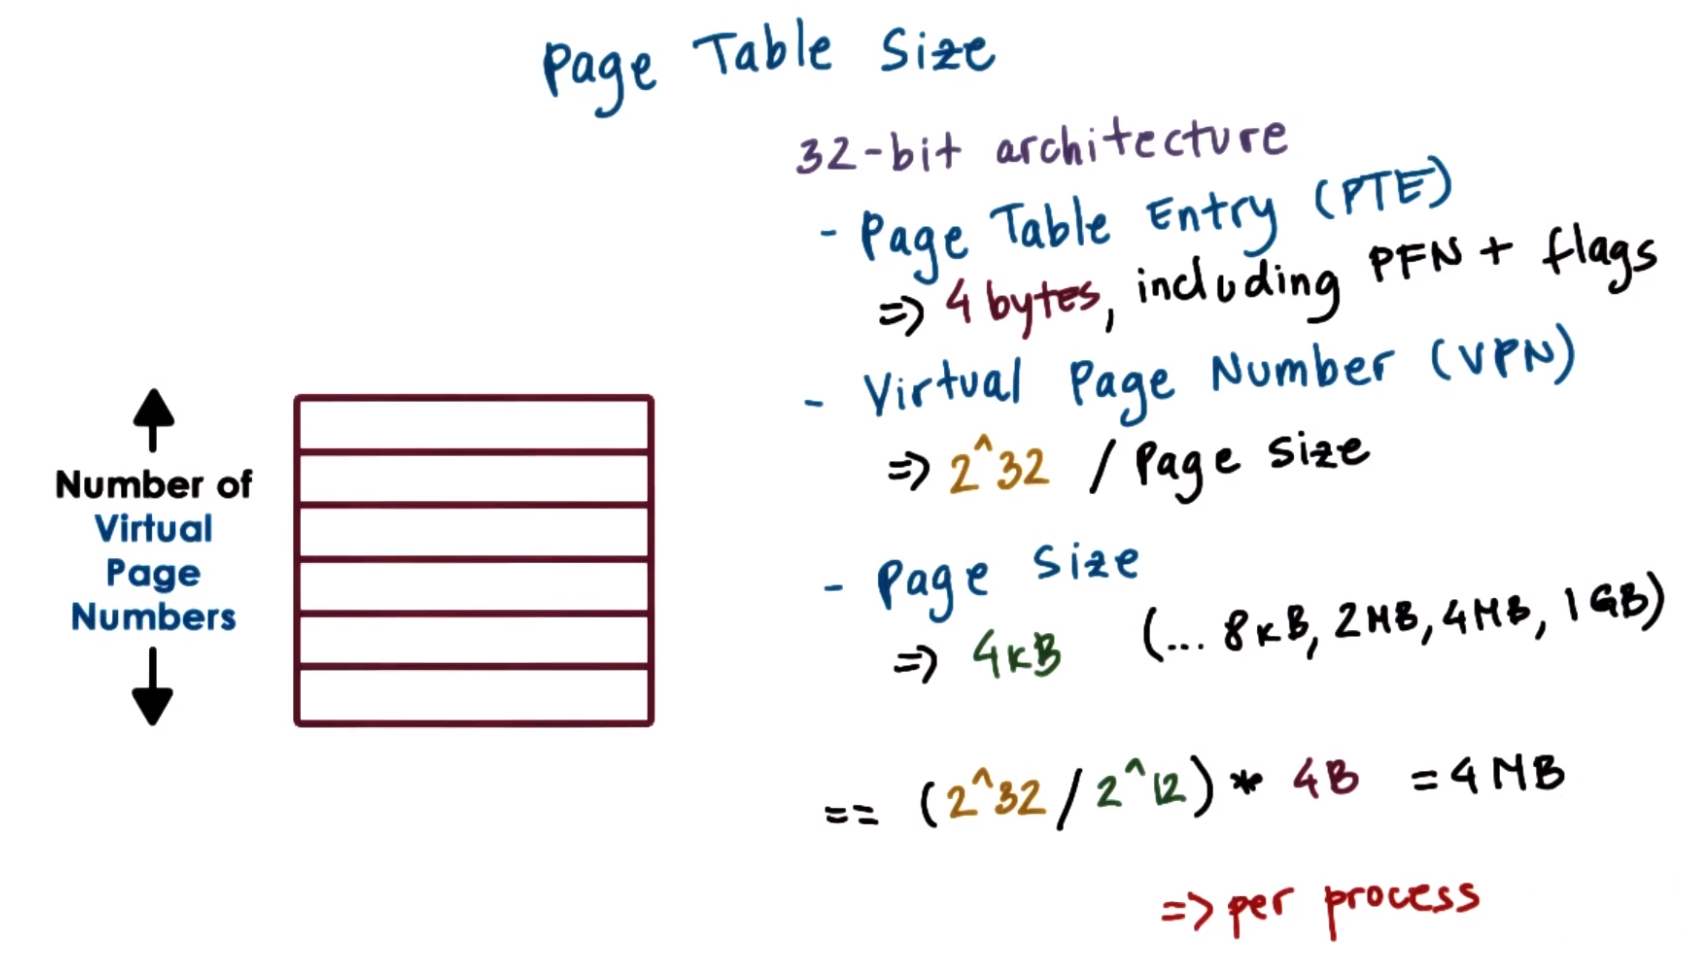 Page Table Size
32-bit architecture
- Page Table Entry (PTE)
=> 4 bytes, including PFN + flags
- Virtual Page Number (VPN)
=> 2^32 / Page Size
- Page Size
=> 4kB (... 8kB, 2MB, 4MB, 1GB)
== (2^32 / 2^12) * 4B = 4MB
=> per process
Number of
Virtual
Page
Numbers